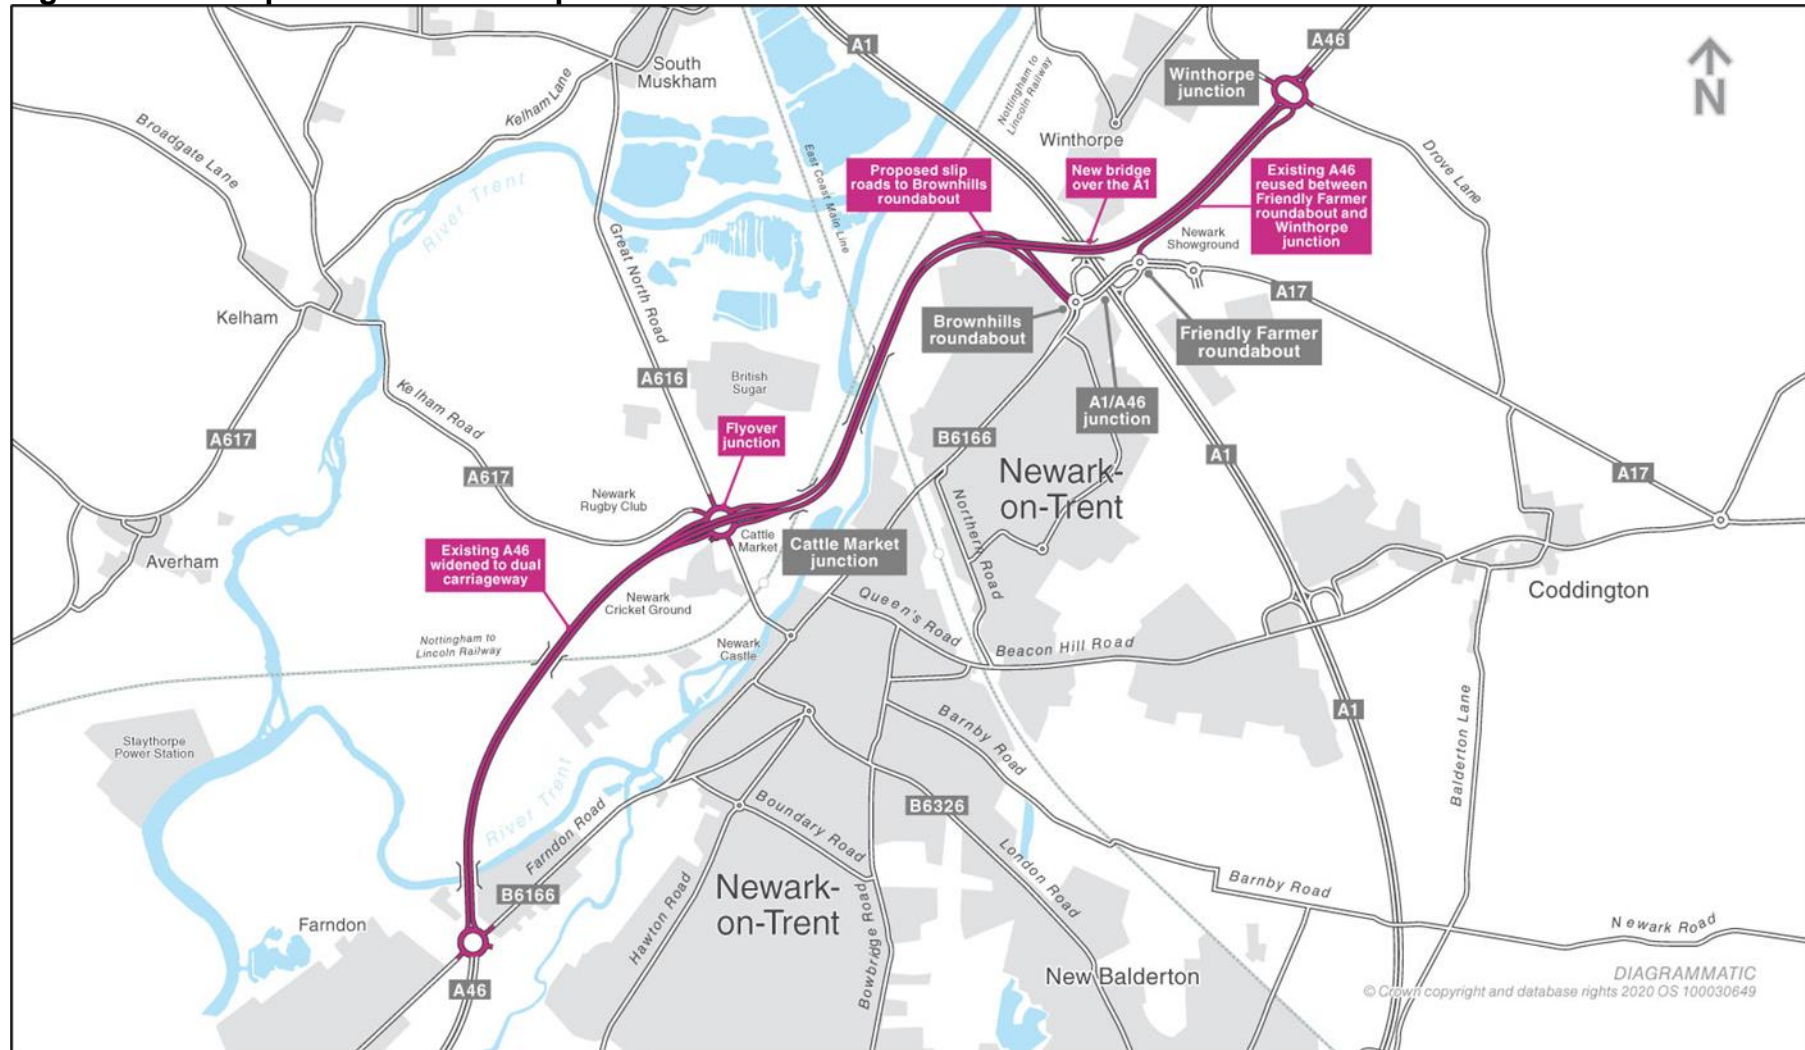 A1
A46
N
Winthorpe
junction
South
Muskham
Kelham Lane
Nottingham to
Lincoln Railway
Winthorpe
Broadgate Lane
Drove Lane
East Coast Main Line
Proposed slip
roads to Brownhills
roundabout
New bridge
over the A1
Existing A46
reused between
Friendly Farmer
roundabout and
Winthorpe
junction
River Trent
Newark
Showground
Great North Road
A17
Kelham
Brownhills
roundabout
Friendly Farmer
roundabout
A616
British
Sugar
Kelham Road
A1/A46
junction
A617
Flyover
junction
B6166
A1
A617
Newark-
on-Trent
A17
Newark
Rugby Club
Northern Road
Cattle
Market
Cattle Market
junction
Averham
Existing A46
widened to dual
carriageway
Newark
Cricket Ground
Coddington
Queen's Road
Nottingham to
Lincoln Railway
Newark
Castle
Beacon Hill Road
A1
Balderton Lane
Staythorpe
Power Station
Barnby Road
River Trent
Farndon Road
Boundary Road
B6326
London Road
B6166
Newark-
on-Trent
Barnby Road
Farndon
Hawton Road
Bowbridge Road
Newark Road
A46
New Balderton
DIAGRAMMATIC
© Crown copyright and database rights 2020 OS 100030649